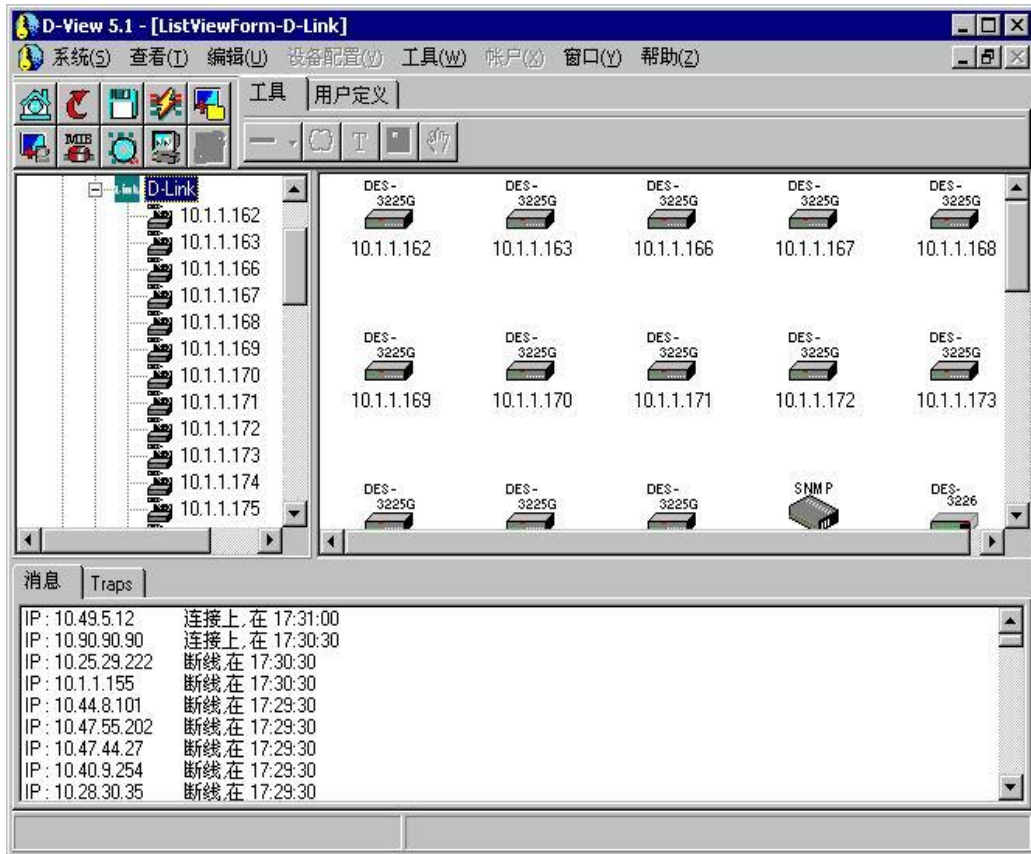 D-View 5.1 - [ListViewForm-D-Link]
系统(S) 查看(T) 编辑(U) 设备配置(V) 工具(W) 帐户(X) 窗口(Y) 帮助(Z)
工具 用户定义
MIB
T
D-Link
10.1.1.162
10.1.1.163
10.1.1.166
10.1.1.167
10.1.1.168
10.1.1.169
10.1.1.170
10.1.1.171
10.1.1.172
10.1.1.173
10.1.1.174
10.1.1.175
DES-3225G DES-3225G DES-3225G DES-3225G DES-3225G
10.1.1.162 10.1.1.163 10.1.1.166 10.1.1.167 10.1.1.168
DES-3225G DES-3225G DES-3225G DES-3225G DES-3225G
10.1.1.169 10.1.1.170 10.1.1.171 10.1.1.172 10.1.1.173
DES-3225G DES-3225G DES-3225G SNMP DES-3226
消息 Traps
IP : 10.49.5.12 连接上,在 17:31:00
IP : 10.90.90.90 连接上,在 17:30:30
IP : 10.25.29.222 断线,在 17:30:30
IP : 10.1.1.155 断线,在 17:30:30
IP : 10.44.8.101 断线,在 17:29:30
IP : 10.47.55.202 断线,在 17:29:30
IP : 10.47.44.27 断线,在 17:29:30
IP : 10.40.9.254 断线,在 17:29:30
IP : 10.28.30.35 断线,在 17:29:30